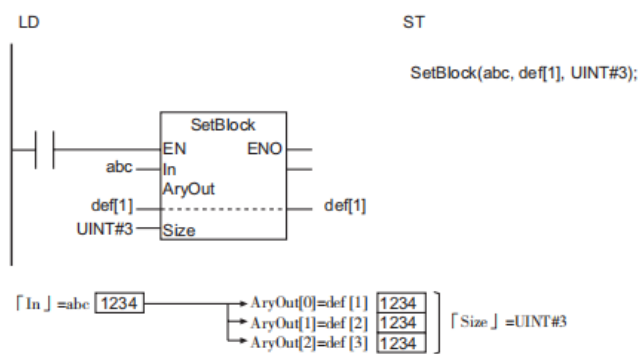 LD
ST
SetBlock(abc, def[1], UINT#3);
SetBlock
EN ENO
abc In
AryOut
def[1] def[1]
UINT#3 Size
「In」=abc 1234 AryOut[0]=def [1] 1234
AryOut[1]=def [2] 1234 「Size」=UINT#3
AryOut[2]=def [3] 1234